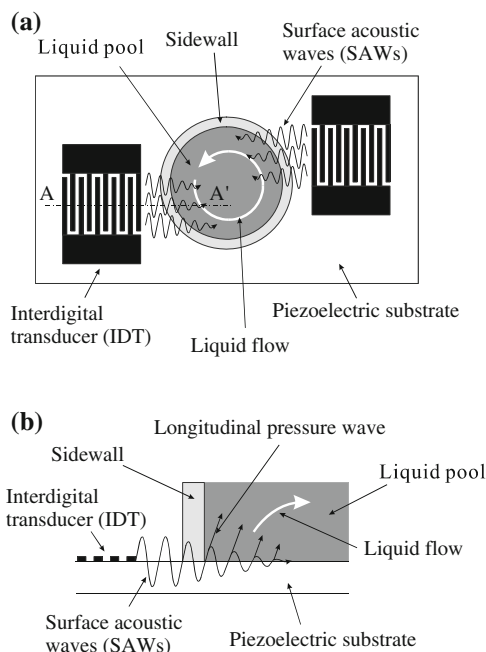 (a)
Sidewall
Surface acoustic
waves (SAWs)
Liquid pool
A
A'
Interdigital
transducer (IDT)
Liquid flow
Piezoelectric substrate
(b)
Longitudinal pressure wave
Sidewall
Liquid pool
Interdigital
transducer (IDT)
Liquid flow
Surface acoustic
waves (SAWs)
Piezoelectric substrate